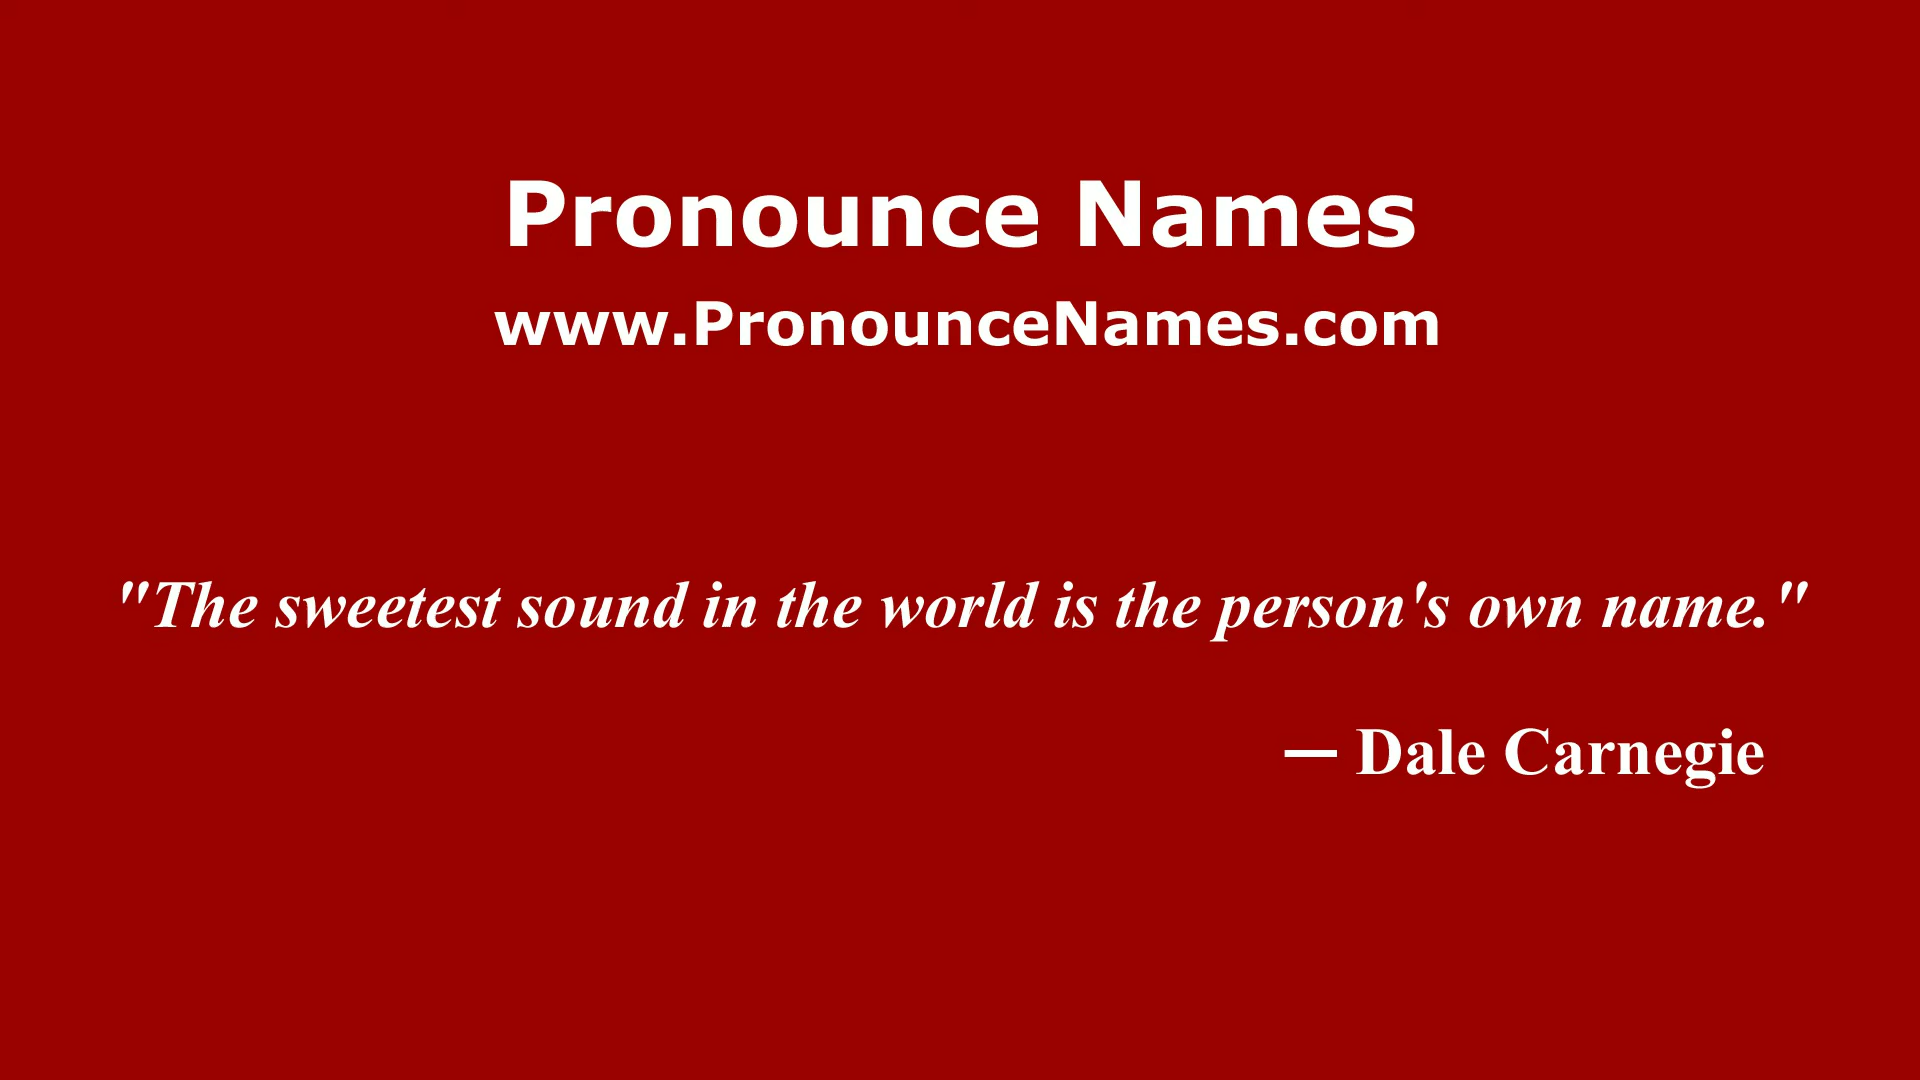 Pronounce Names
www.PronounceNames.com
"The sweetest sound in the world is the person's own name."
— Dale Carnegie